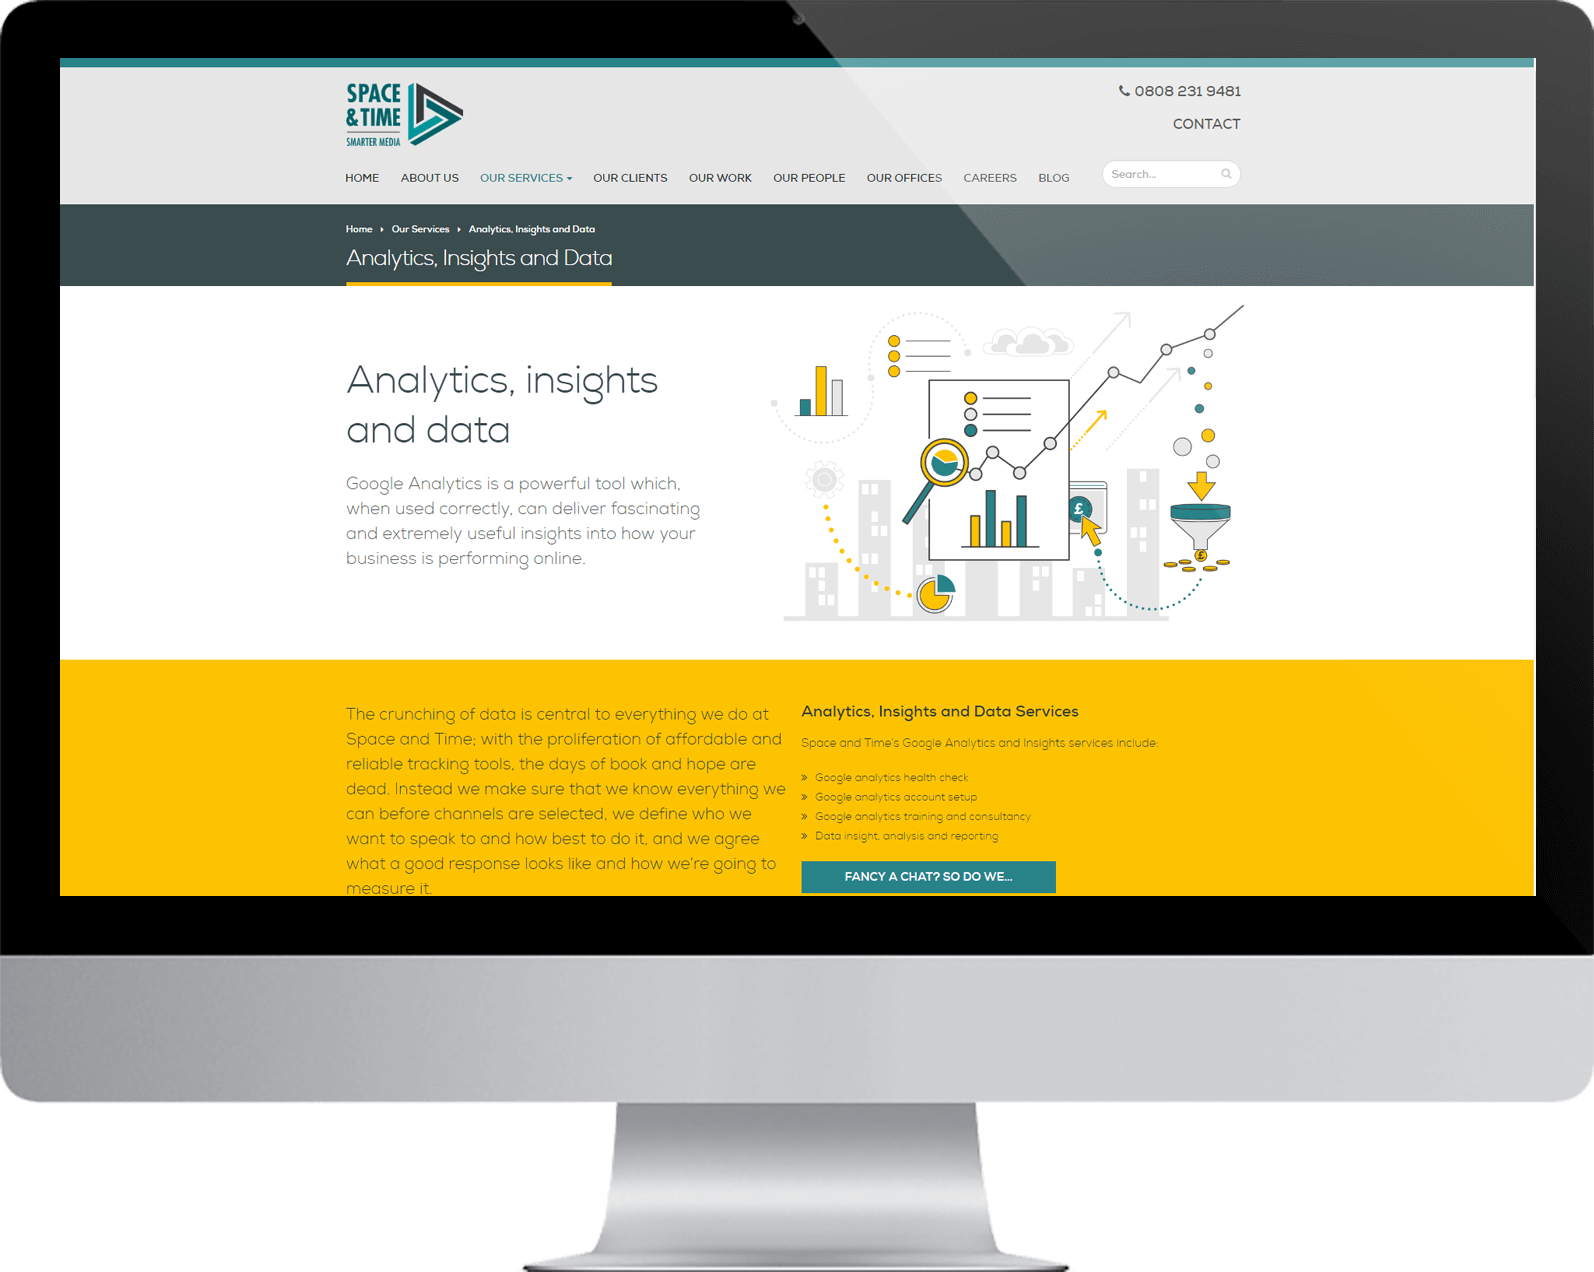 SPACE
& TIME
SMARTER MEDIA
0808 231 9481
CONTACT
HOME ABOUT US OUR SERVICES OUR CLIENTS OUR WORK OUR PEOPLE OUR OFFICES CAREERS BLOG Search...
Home Our Services Analytics, Insights and Data
Analytics, Insights and Data
Analytics, insights
and data
Google Analytics is a powerful tool which,
when used correctly, can deliver fascinating
and extremely useful insights into how your
business is performing online.
£
£
The crunching of data is central to everything we do at
Space and Time; with the proliferation of affordable and
reliable tracking tools, the days of book and hope are
dead. Instead we make sure that we know everything we
can before channels are selected, we define who we
want to speak to and how best to do it, and we agree
what a good response looks like and how we're going to
measure it.
Analytics, Insights and Data Services
Space and Time's Google Analytics and Insights services include:
» Google analytics health check
» Google analytics account setup
» Google analytics training and consultancy
» Data insight, analysis and reporting
FANCY A CHAT? SO DO WE...